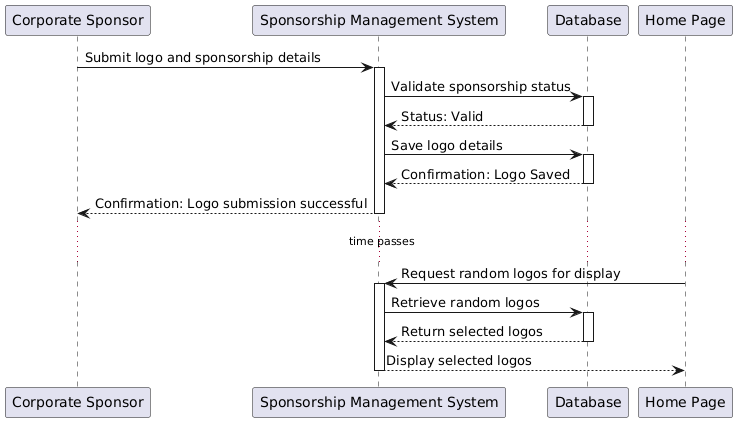 Corporate Sponsor
Sponsorship Management System
Database
Home Page
Submit logo and sponsorship details
Validate sponsorship status
Status: Valid
Save logo details
Confirmation: Logo Saved
Confirmation: Logo submission successful
time passes
Request random logos for display
Retrieve random logos
Return selected logos
Display selected logos
Corporate Sponsor
Sponsorship Management System
Database
Home Page